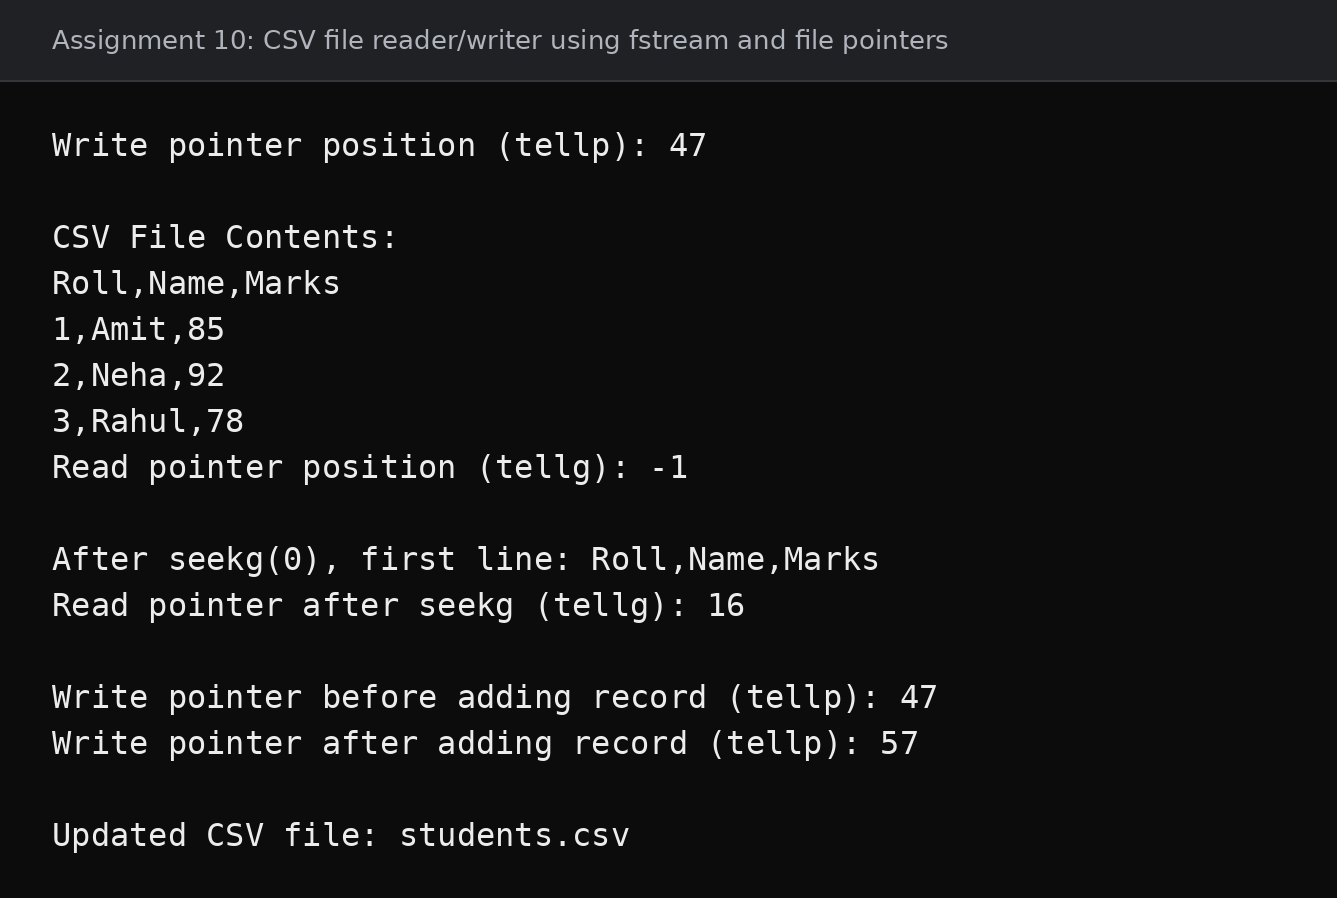 Assignment 10: CSV file reader/writer using fstream and file pointers
Write pointer position (tellp): 47
CSV File Contents:
Roll,Name,Marks
1,Amit,85
2,Neha,92
3,Rahul,78
Read pointer position (tellg): -1
After seekg(0), first line: Roll,Name,Marks
Read pointer after seekg (tellg): 16
Write pointer before adding record (tellp): 47
Write pointer after adding record (tellp): 57
Updated CSV file: students.csv